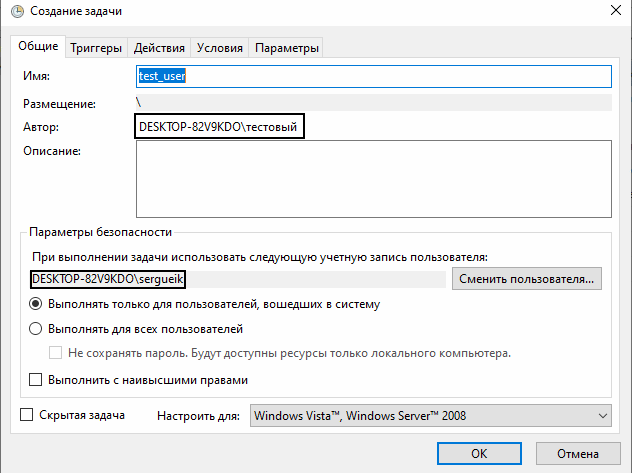 Создание задачи
Общие Триггеры Действия Условия Параметры
Имя: test_user
Размещение: \
Автор: DESKTOP-82V9KDO\тестовый
Описание:
Параметры безопасности
При выполнении задачи использовать следующую учетную запись пользователя:
DESKTOP-82V9KDO\sergueik Сменить пользователя...
Выполнять только для пользователей, вошедших в систему
Выполнять для всех пользователей
Не сохранять пароль. Будут доступны ресурсы только локального компьютера.
Выполнить с наивысшими правами
Скрытая задача Настроить для: Windows Vista™, Windows Server™ 2008
OK Отмена